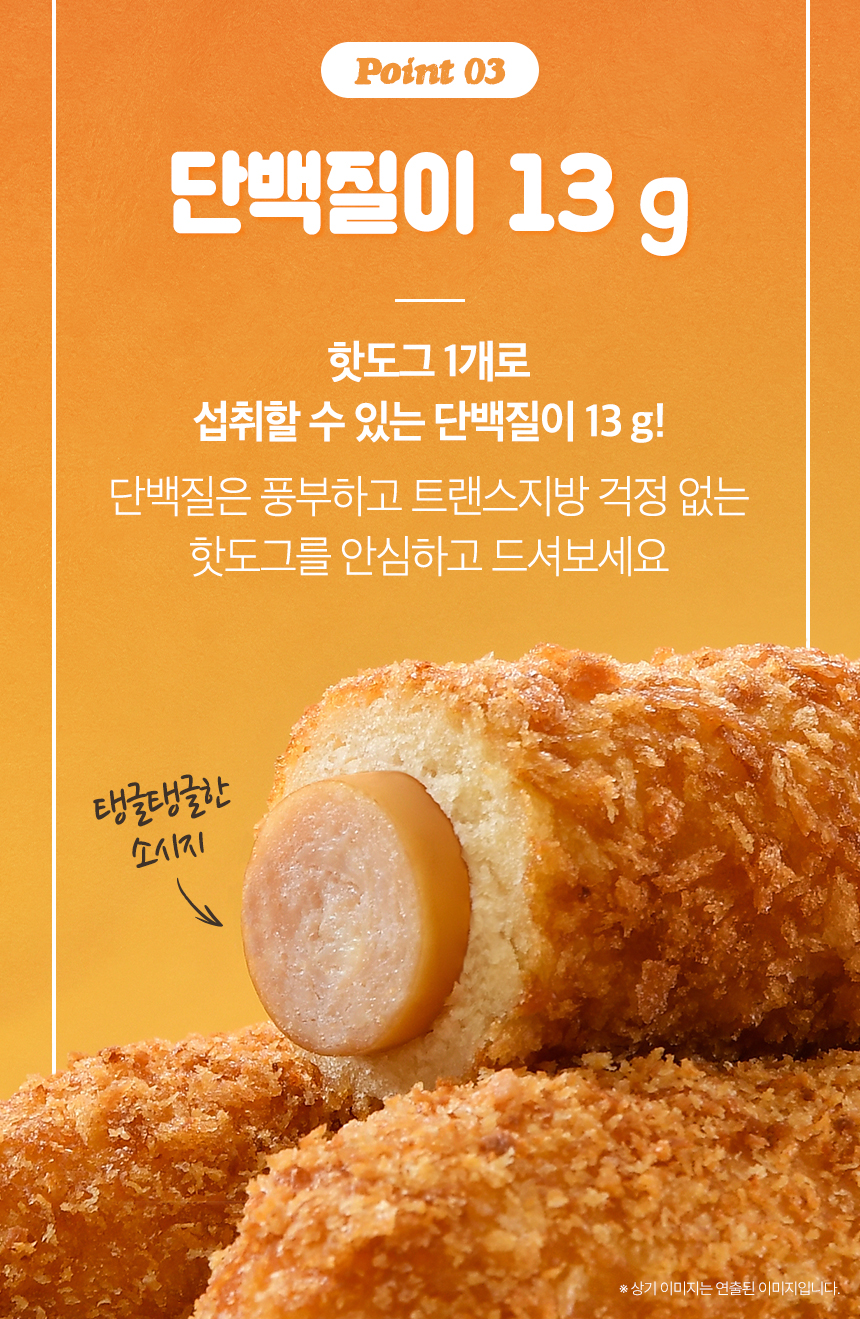 Point 03
단백질이 13 g
핫도그 1개로
섭취할 수 있는 단백질이 13 g!
단백질은 풍부하고 트랜스지방 걱정 없는
핫도그를 안심하고 드셔보세요
탱글탱글한
소시지
※ 상기 이미지는 연출된 이미지입니다.